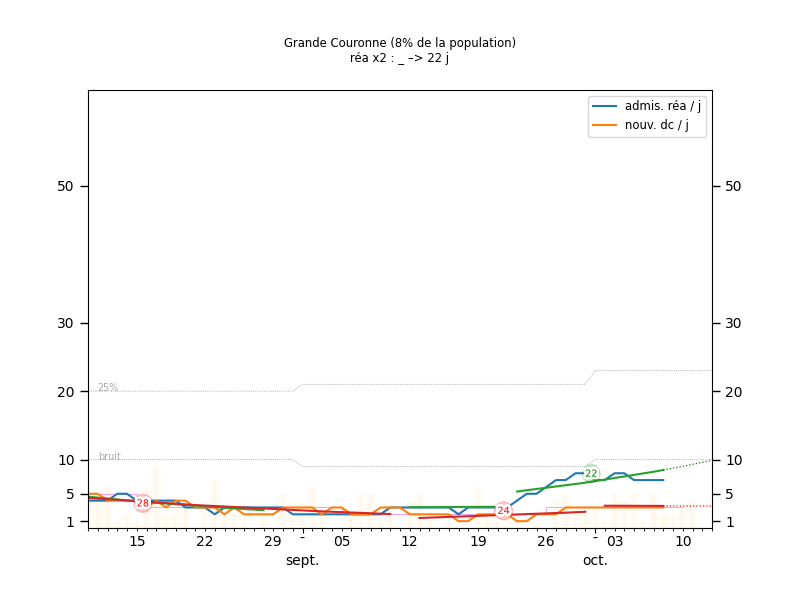 Grande Couronne (8% de la population)
réa x2 : _ –> 22 j
admis. réa / j
nouv. dc / j
50 50
30 30
25%
20 20
bruit
10 10
22
5 5
28
24
1 1
15 22 29 - 05 12 19 26 - 03 10
sept. oct.